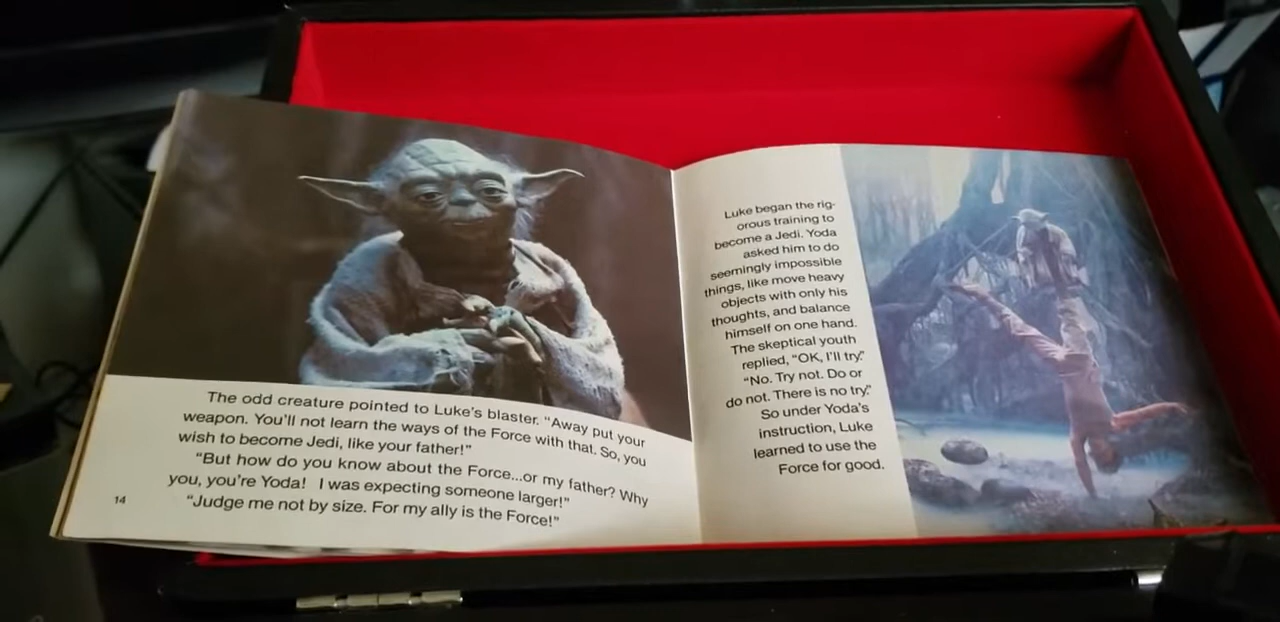 The odd creature pointed to Luke's blaster. "Away put your
weapon. You'll not learn the ways of the Force with that. So, you
wish to become Jedi, like your father!"
"But how do you know about the Force...or my father? Why
you, you're Yoda! I was expecting someone larger!"
"Judge me not by size. For my ally is the Force!"
14
Luke began the rig-
orous training to
become a Jedi. Yoda
asked him to do
seemingly impossible
things, like move heavy
objects with only his
thoughts, and balance
himself on one hand.
The skeptical youth
replied, "OK, I'll try."
"No. Try not. Do or
do not. There is no try."
So under Yoda's
instruction, Luke
learned to use the
Force for good.